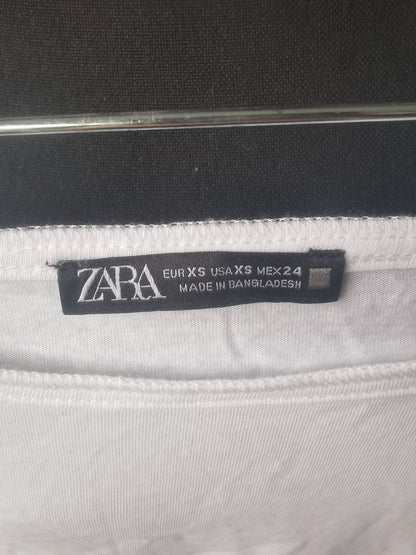 ZARA
EUR XS USA XS MEX 24
MADE IN BANGLADESH